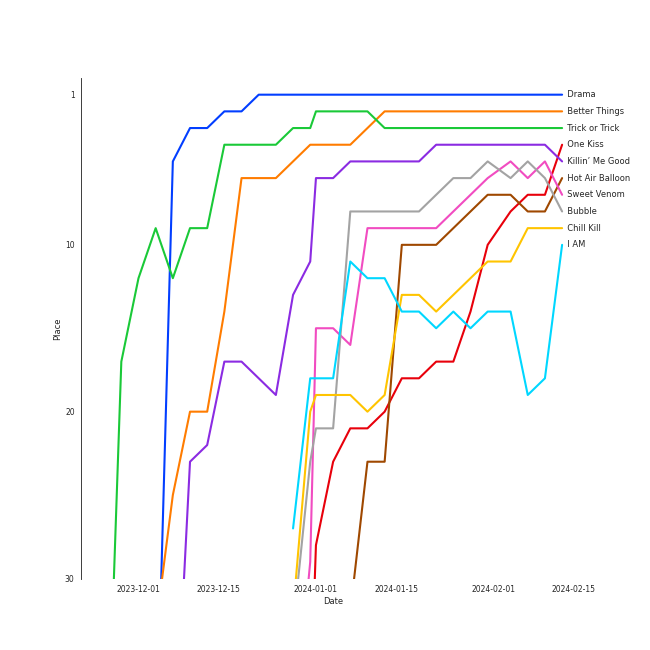 1
10
20
30
Place
Drama
Better Things
Trick or Trick
One Kiss
Killin' Me Good
Hot Air Balloon
Sweet Venom
Bubble
Chill Kill
I AM
2023-12-01 2023-12-15 2024-01-01 2024-01-15 2024-02-01 2024-02-15
Date